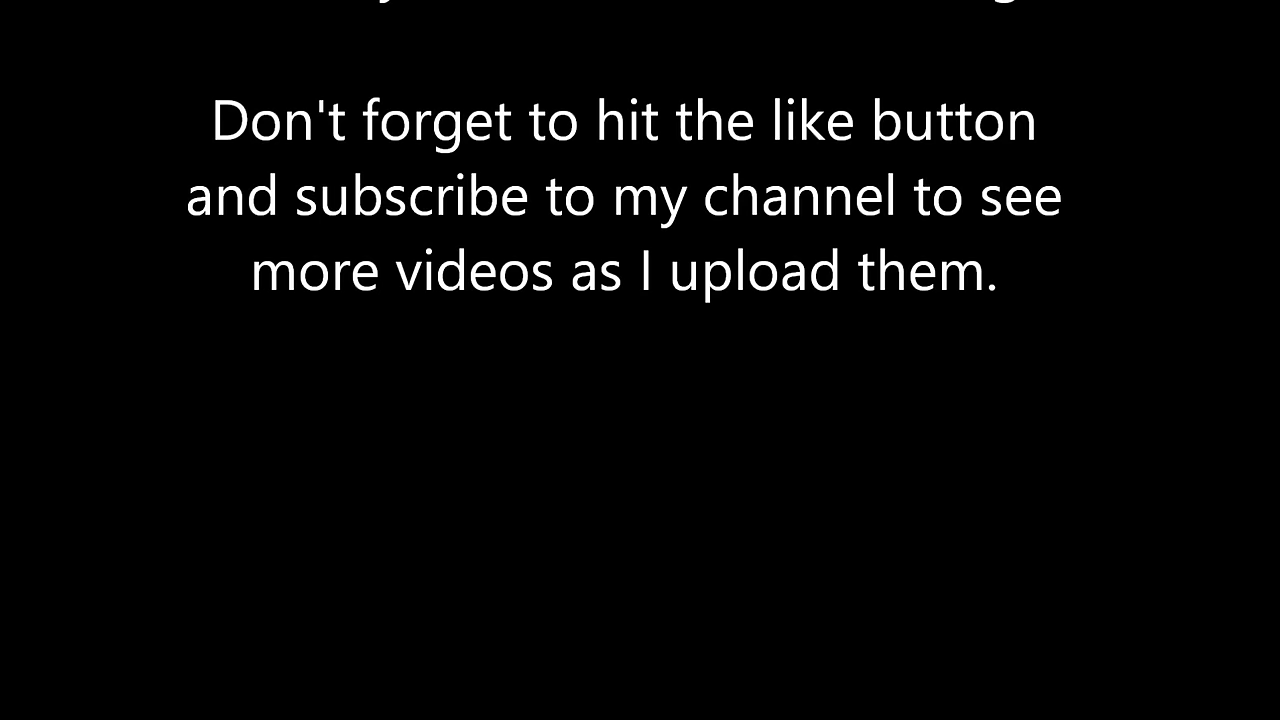 Don't forget to hit the like button
and subscribe to my channel to see
more videos as I upload them.